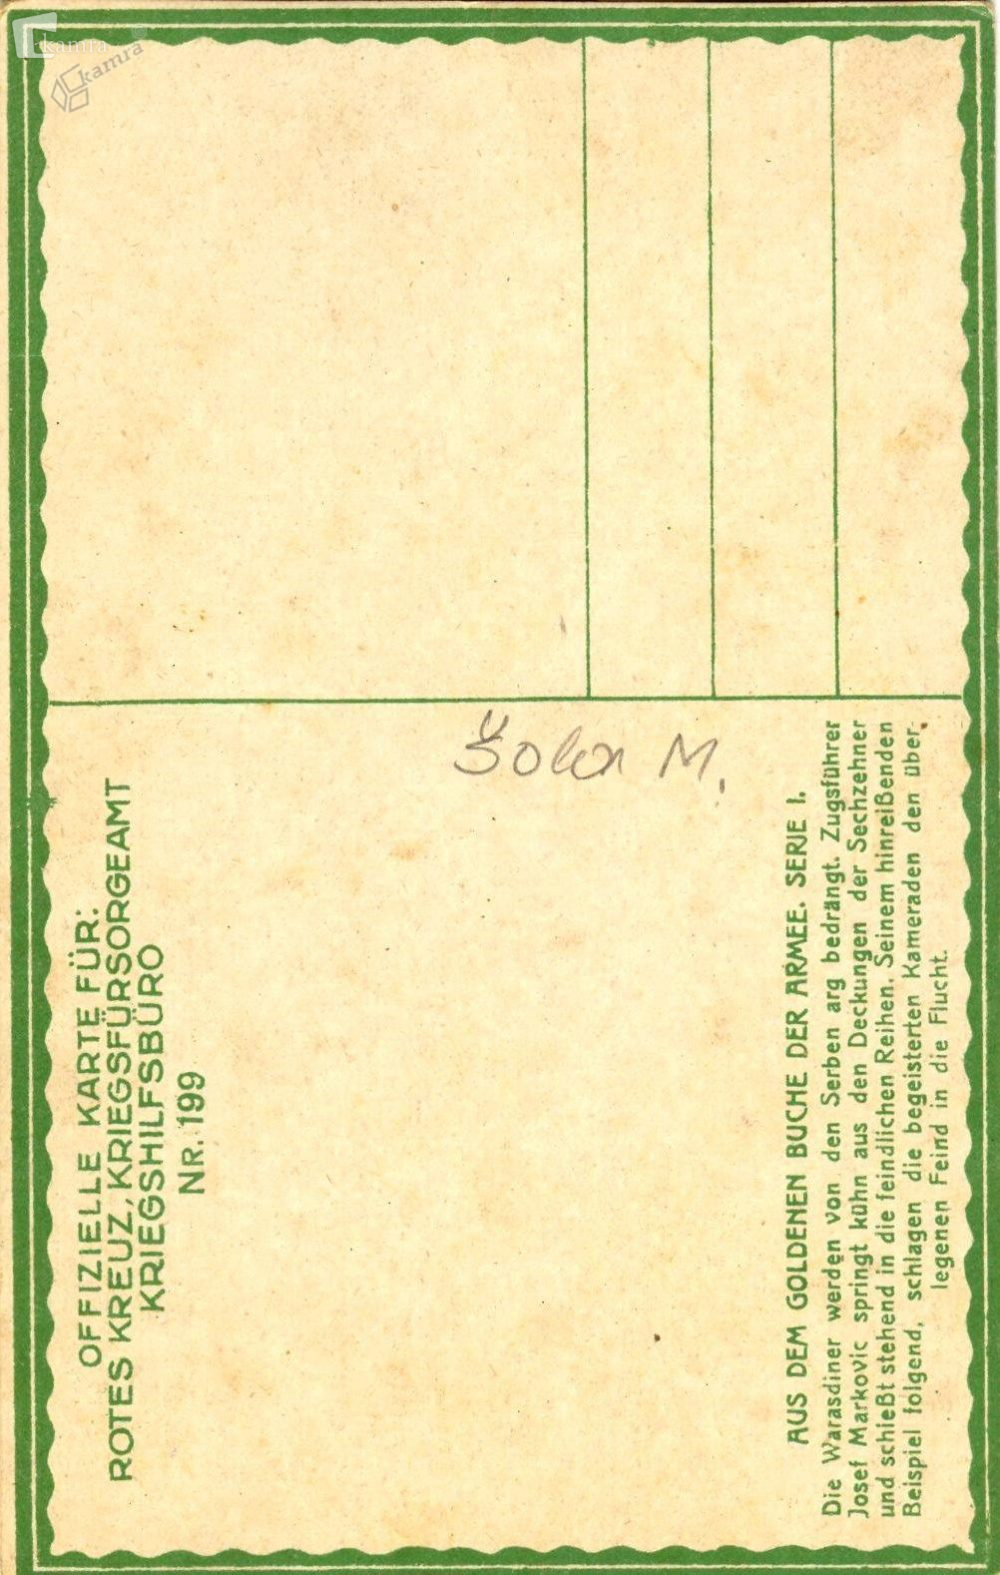 OFFIZIELLE KARTE FÜR:
ROTES KREUZ, KRIEGSFÜRSORGEAMT
KRIEGSHILFSBÜRO
NR. 199
M.
AUS DEM GOLDENEN BUCHE DER ARMEE. SERIE I.
Die Warasdiner werden von den Serben arg bedrängt. Zugsführer
Josef Markovic springt kühn aus den Deckungen der Sechzehner
und schießt stehend in die feindlichen Reihen. Seinem hinreißenden
Beispiel folgend, schlagen die begeisterten Kameraden den über,
legenen Feind in die Flucht.
kamra
kamra